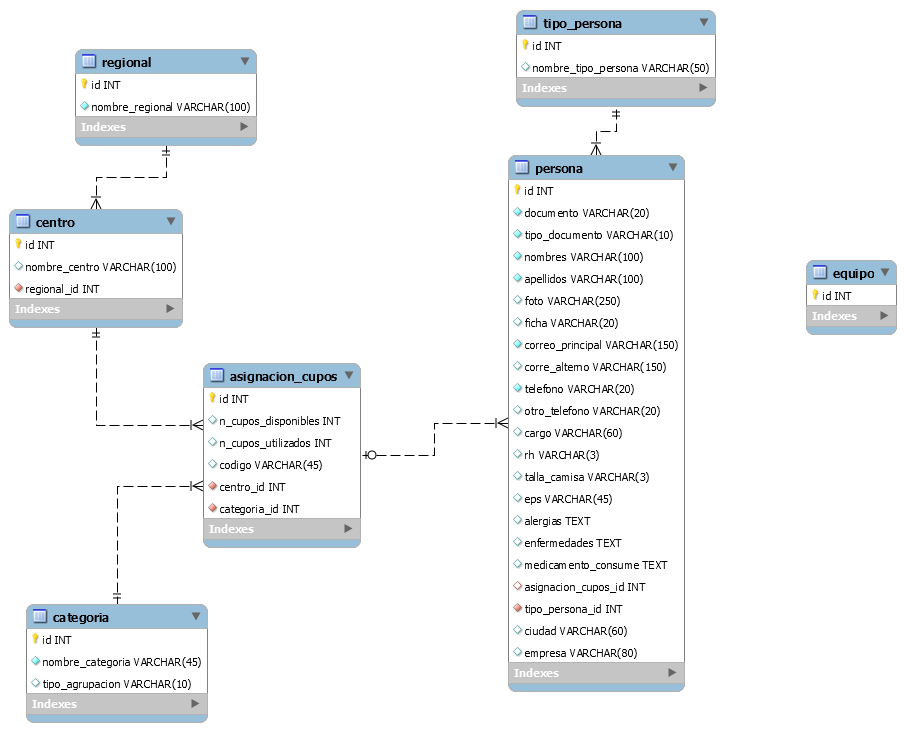 regional
id INT
nombre_regional VARCHAR(100)
Indexes
centro
id INT
nombre_centro VARCHAR(100)
regional_id INT
Indexes
asignacion_cupos
id INT
n_cupos_disponibles INT
n_cupos_utilizados INT
codigo VARCHAR(45)
centro_id INT
categoria_id INT
Indexes
categoria
id INT
nombre_categoria VARCHAR(45)
tipo_agrupacion VARCHAR(10)
Indexes
tipo_persona
id INT
nombre_tipo_persona VARCHAR(50)
Indexes
persona
id INT
documento VARCHAR(20)
tipo_documento VARCHAR(10)
nombres VARCHAR(100)
apellidos VARCHAR(100)
foto VARCHAR(250)
ficha VARCHAR(20)
correo_principal VARCHAR(150)
corre_alterno VARCHAR(150)
telefono VARCHAR(20)
otro_telefono VARCHAR(20)
cargo VARCHAR(60)
rh VARCHAR(3)
talla_camisa VARCHAR(3)
eps VARCHAR(45)
alergias TEXT
enfermedades TEXT
medicamento_consume TEXT
asignacion_cupos_id INT
tipo_persona_id INT
ciudad VARCHAR(60)
empresa VARCHAR(80)
Indexes
equipo
id INT
Indexes